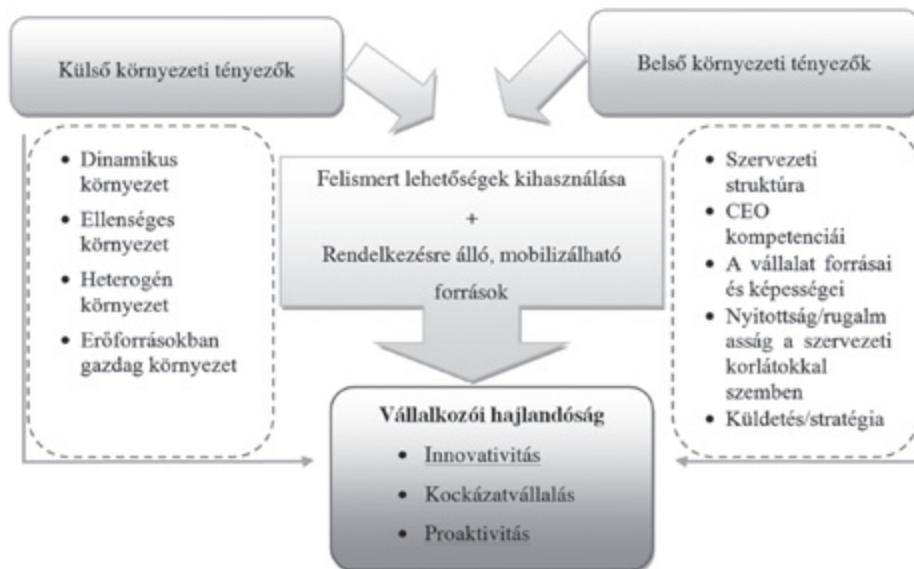 Külső környezeti tényezők
Belső környezeti tényezők
• Dinamikus
környezet
• Ellenséges
környezet
• Heterogén
környezet
• Erőforrásokban
gazdag környezet
Felismert lehetőségek kihasználása
+
Rendelkezésre álló, mobilizálható
források
• Szervezeti
struktúra
• CEO
kompetenciái
• A vállalat forrásai
és képességei
• Nyitottság/rugalm
asság a szervezeti
korlátokkal
szemben
• Küldetés/stratégia
Vállalkozói hajlandóság
• Innovativitás
• Kockázatvállalás
• Proaktivitás